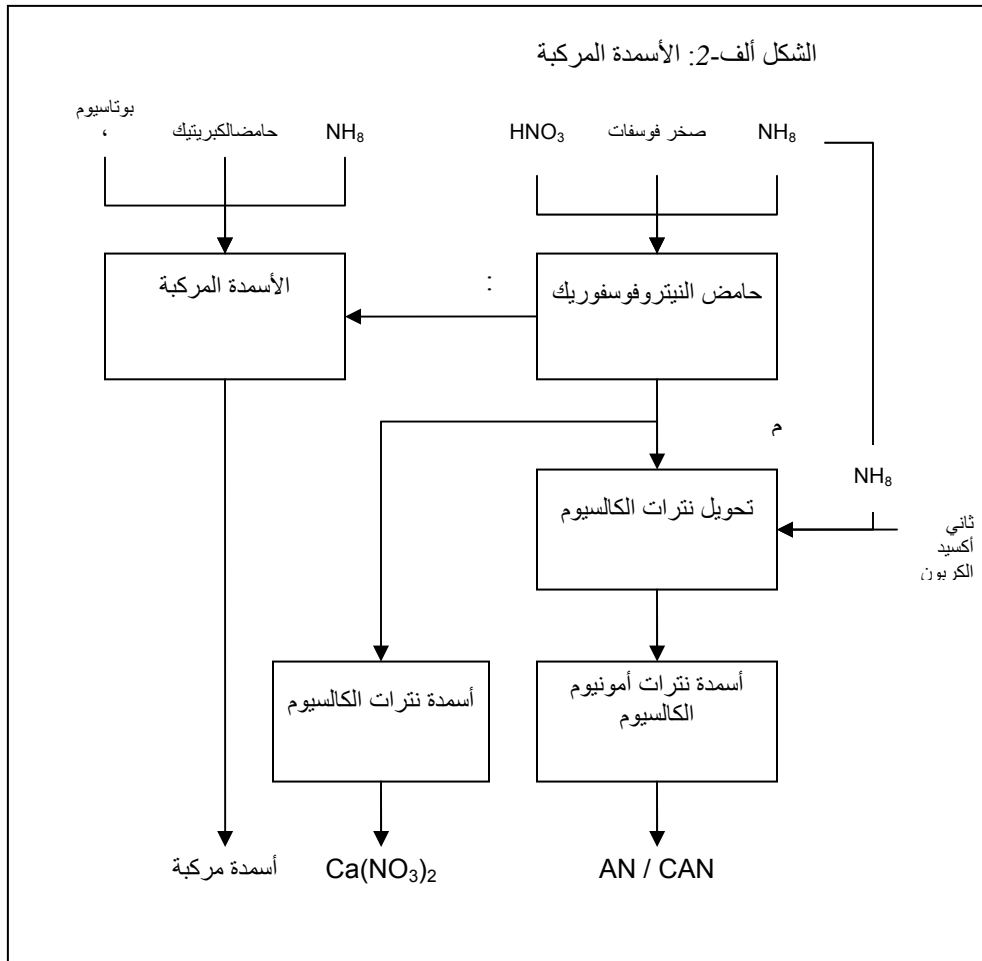 الشكل ألف-2: الأسمدة المركبة
NH₈
صخر فوسفات
HNO₃
NH₈
حامضالكبريتيك
بوتاسيوم
،
حامض النيتروفوسفوريك
:
الأسمدة المركبة
م
NH₈
تحويل نترات الكالسيوم
ثاني
أكسيد
الكربون
أسمدة نترات أمونيوم
الكالسيوم
أسمدة نترات الكالسيوم
AN / CAN
Ca(NO₃)₂
أسمدة مركبة